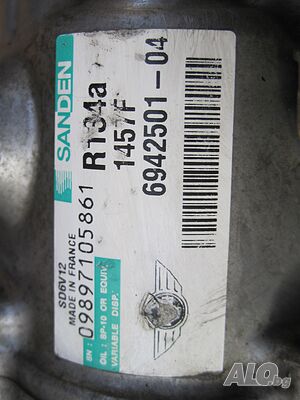 SANDEN
R134a
1457F
6942501-04
SD6V12
MADE IN FRANCE
SN : 09897105861
OIL : SP-10 OR EQUIV.
VARIABLE DISP.
ALO.bg